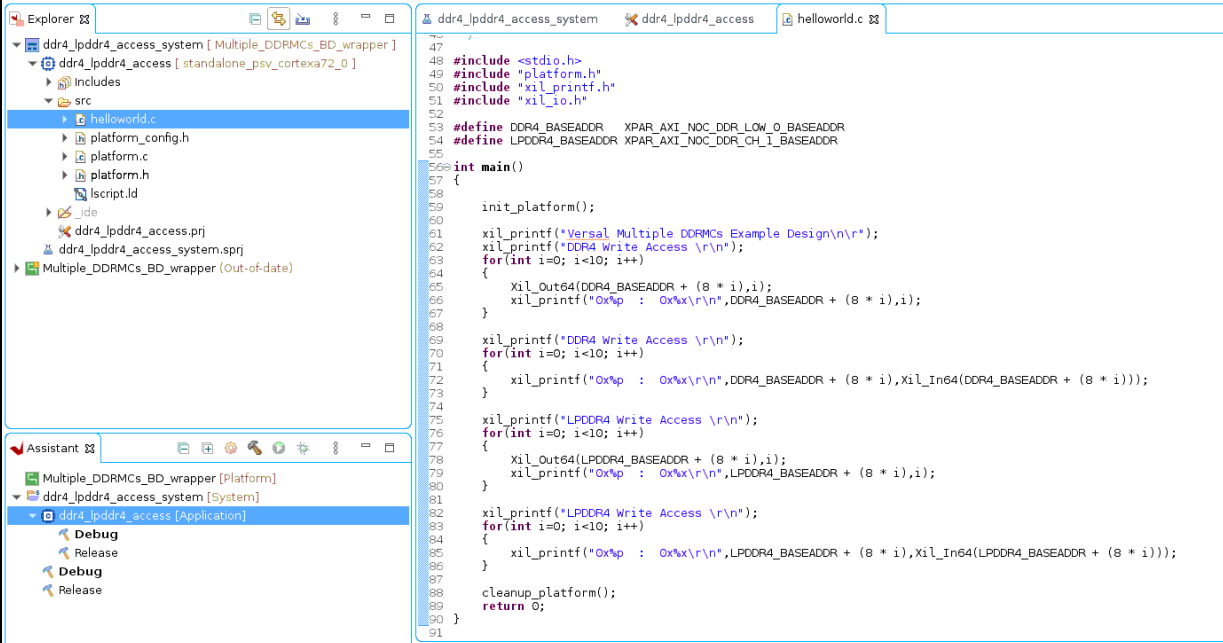 Explorer
ddr4_lpddr4_access_system [ Multiple_DDRMCs_BD_wrapper ]
ddr4_lpddr4_access [ standalone_psv_cortexa72_0 ]
Includes
src
helloworld.c
platform_config.h
platform.c
platform.h
lscript.ld
_ide
ddr4_lpddr4_access.prj
ddr4_lpddr4_access_system.sprj
Multiple_DDRMCs_BD_wrapper (Out-of-date)
Assistant
Multiple_DDRMCs_BD_wrapper [Platform]
ddr4_lpddr4_access_system [System]
ddr4_lpddr4_access [Application]
Debug
Release
Debug
Release
ddr4_lpddr4_access_system ddr4_lpddr4_access helloworld.c
47
48 #include <stdio.h>
49 #include "platform.h"
50 #include "xil_printf.h"
51 #include "xil_io.h"
52
53 #define DDR4_BASEADDR   XPAR_AXI_NOC_DDR_LOW_0_BASEADDR
54 #define LPDDR4_BASEADDR XPAR_AXI_NOC_DDR_CH_1_BASEADDR
55
56 int main()
57 {
58
59     init_platform();
60
61     xil_printf("Versal Multiple DDRMCs Example Design\n\r");
62     xil_printf("DDR4 Write Access \r\n");
63     for(int i=0; i<10; i++)
64     {
65         Xil_Out64(DDR4_BASEADDR + (8 * i),i);
66         xil_printf("0x%p  :  0x%x\r\n",DDR4_BASEADDR + (8 * i),i);
67     }
68
69     xil_printf("DDR4 Write Access \r\n");
70     for(int i=0; i<10; i++)
71     {
72         xil_printf("0x%p  :  0x%x\r\n",DDR4_BASEADDR + (8 * i),Xil_In64(DDR4_BASEADDR + (8 * i)));
73     }
74
75     xil_printf("LPDDR4 Write Access \r\n");
76     for(int i=0; i<10; i++)
77     {
78         Xil_Out64(LPDDR4_BASEADDR + (8 * i),i);
79         xil_printf("0x%p  :  0x%x\r\n",LPDDR4_BASEADDR + (8 * i),i);
80     }
81
82     xil_printf("LPDDR4 Write Access \r\n");
83     for(int i=0; i<10; i++)
84     {
85         xil_printf("0x%p  :  0x%x\r\n",LPDDR4_BASEADDR + (8 * i),Xil_In64(LPDDR4_BASEADDR + (8 * i)));
86     }
87
88     cleanup_platform();
89     return 0;
90 }
91